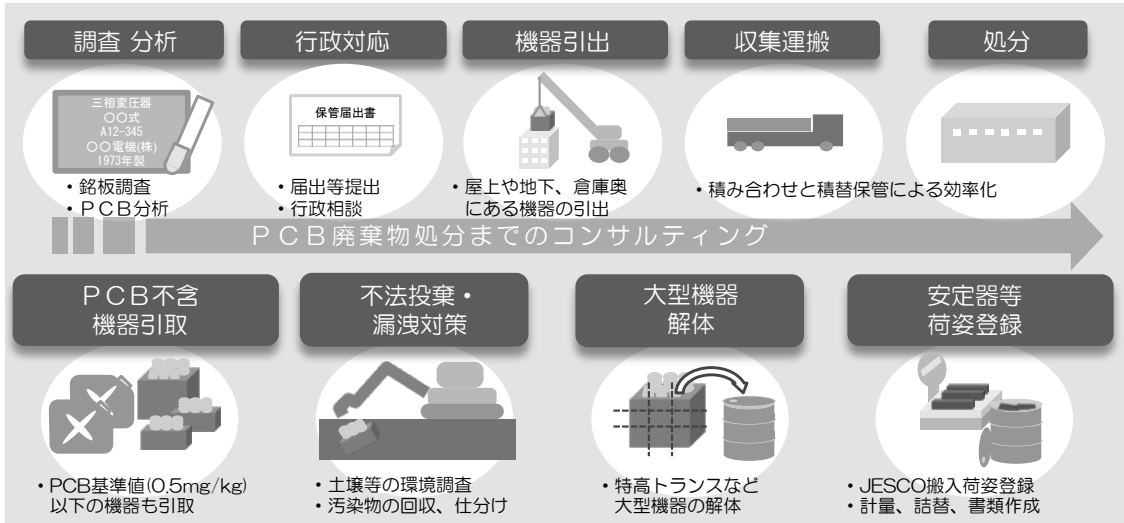 調査 分析
行政対応
機器引出
収集運搬
処分
三相変圧器
〇〇式
A12-345
〇〇電機(株)
1973年製
保管届出書
・銘板調査
・ＰＣＢ分析
・届出等提出
・行政相談
・屋上や地下、倉庫奥
にある機器の引出
・積み合わせと積替保管による効率化
ＰＣＢ廃棄物処分までのコンサルティング
ＰＣＢ不含
機器引取
不法投棄・
漏洩対策
大型機器
解体
安定器等
荷姿登録
・PCB基準値(0.5mg/kg)
以下の機器も引取
・土壌等の環境調査
・汚染物の回収、仕分け
・特高トランスなど
大型機器の解体
・JESCO搬入荷姿登録
・計量、詰替、書類作成